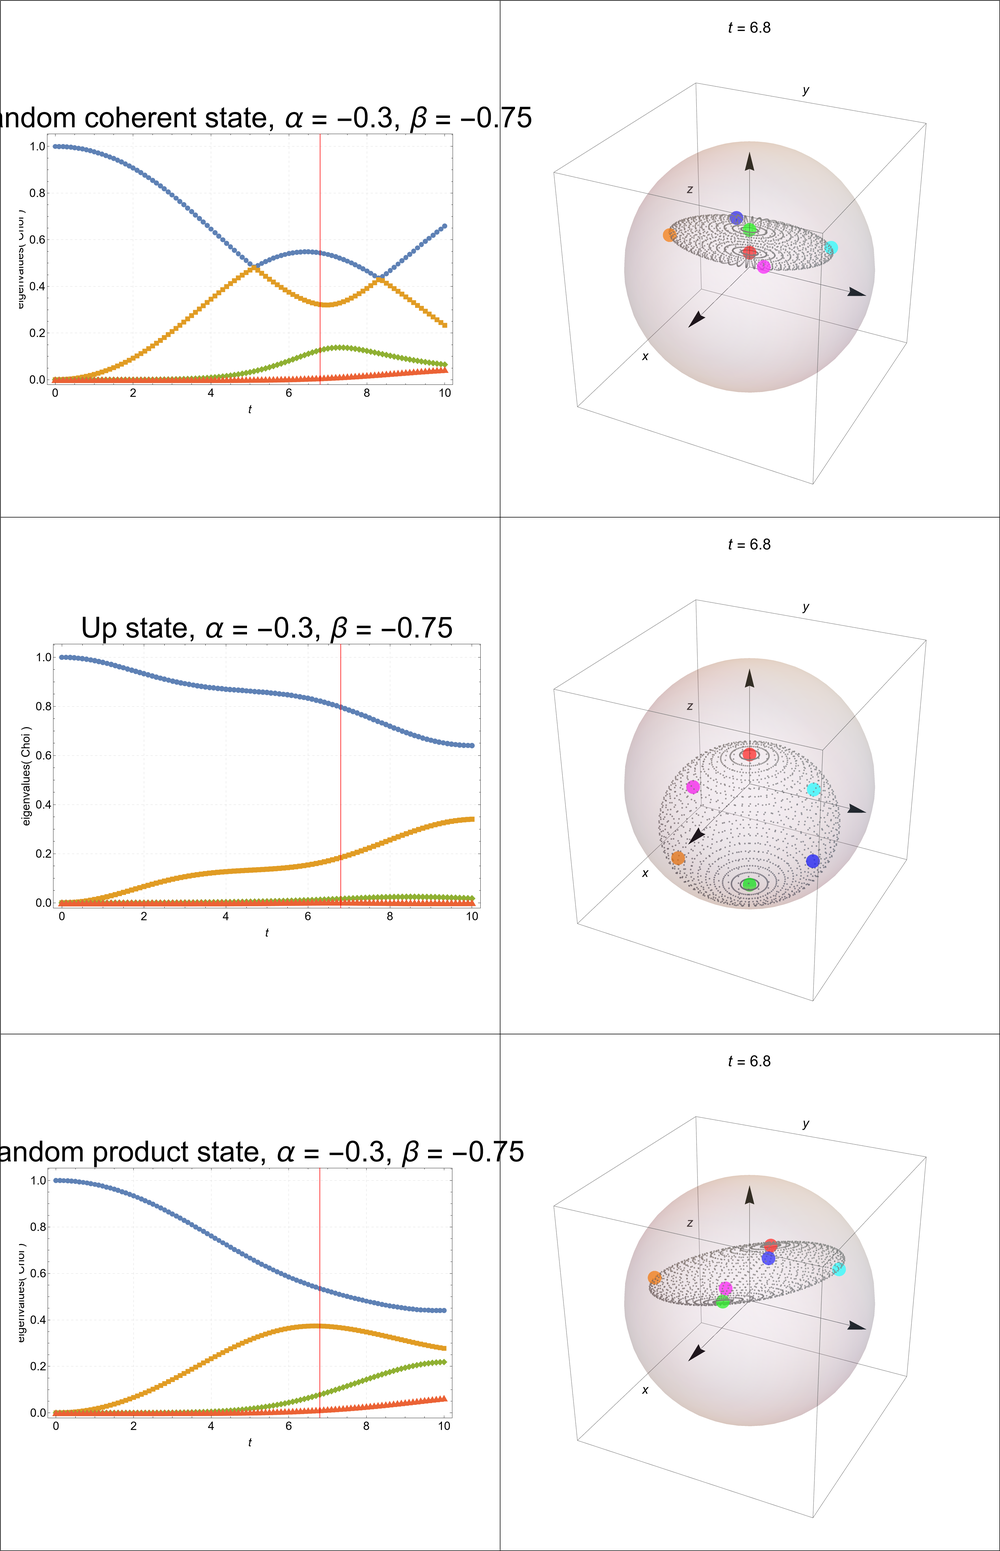 t = 6.8
andom coherent state, α = −0.3, β = −0.75
1.0
0.8
0.6
0.4
0.2
0.0
eigenvalues( Choi )
0 2 4 6 8 10
t
y
z
x
t = 6.8
Up state, α = −0.3, β = −0.75
1.0
0.8
0.6
0.4
0.2
0.0
eigenvalues( Choi )
0 2 4 6 8 10
t
y
z
x
t = 6.8
andom product state, α = −0.3, β = −0.75
1.0
0.8
0.6
0.4
0.2
0.0
eigenvalues( Choi )
0 2 4 6 8 10
t
y
z
x